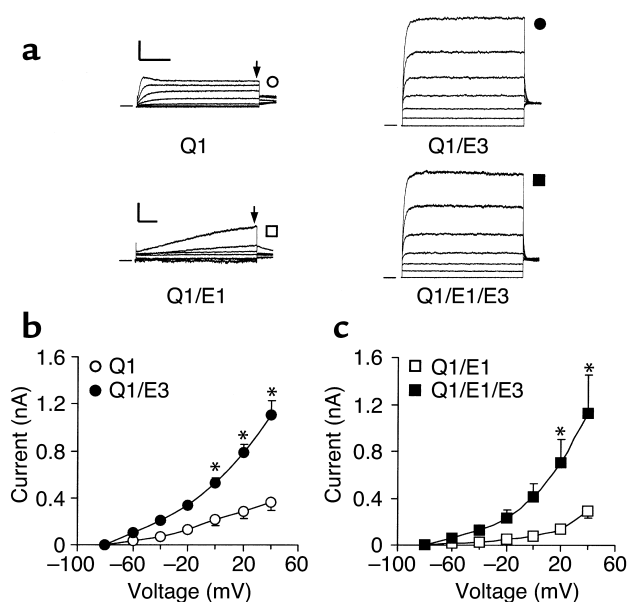 a
Q1
Q1/E3
Q1/E1
Q1/E1/E3
b
Q1
Q1/E3
Current (nA)
1.6
1.2
0.8
0.4
0
* * *
–100 –60 –20 20 60
Voltage (mV)
c
Q1/E1
Q1/E1/E3
Current (nA)
1.6
1.2
0.8
0.4
0
* *
–100 –60 –20 20 60
Voltage (mV)